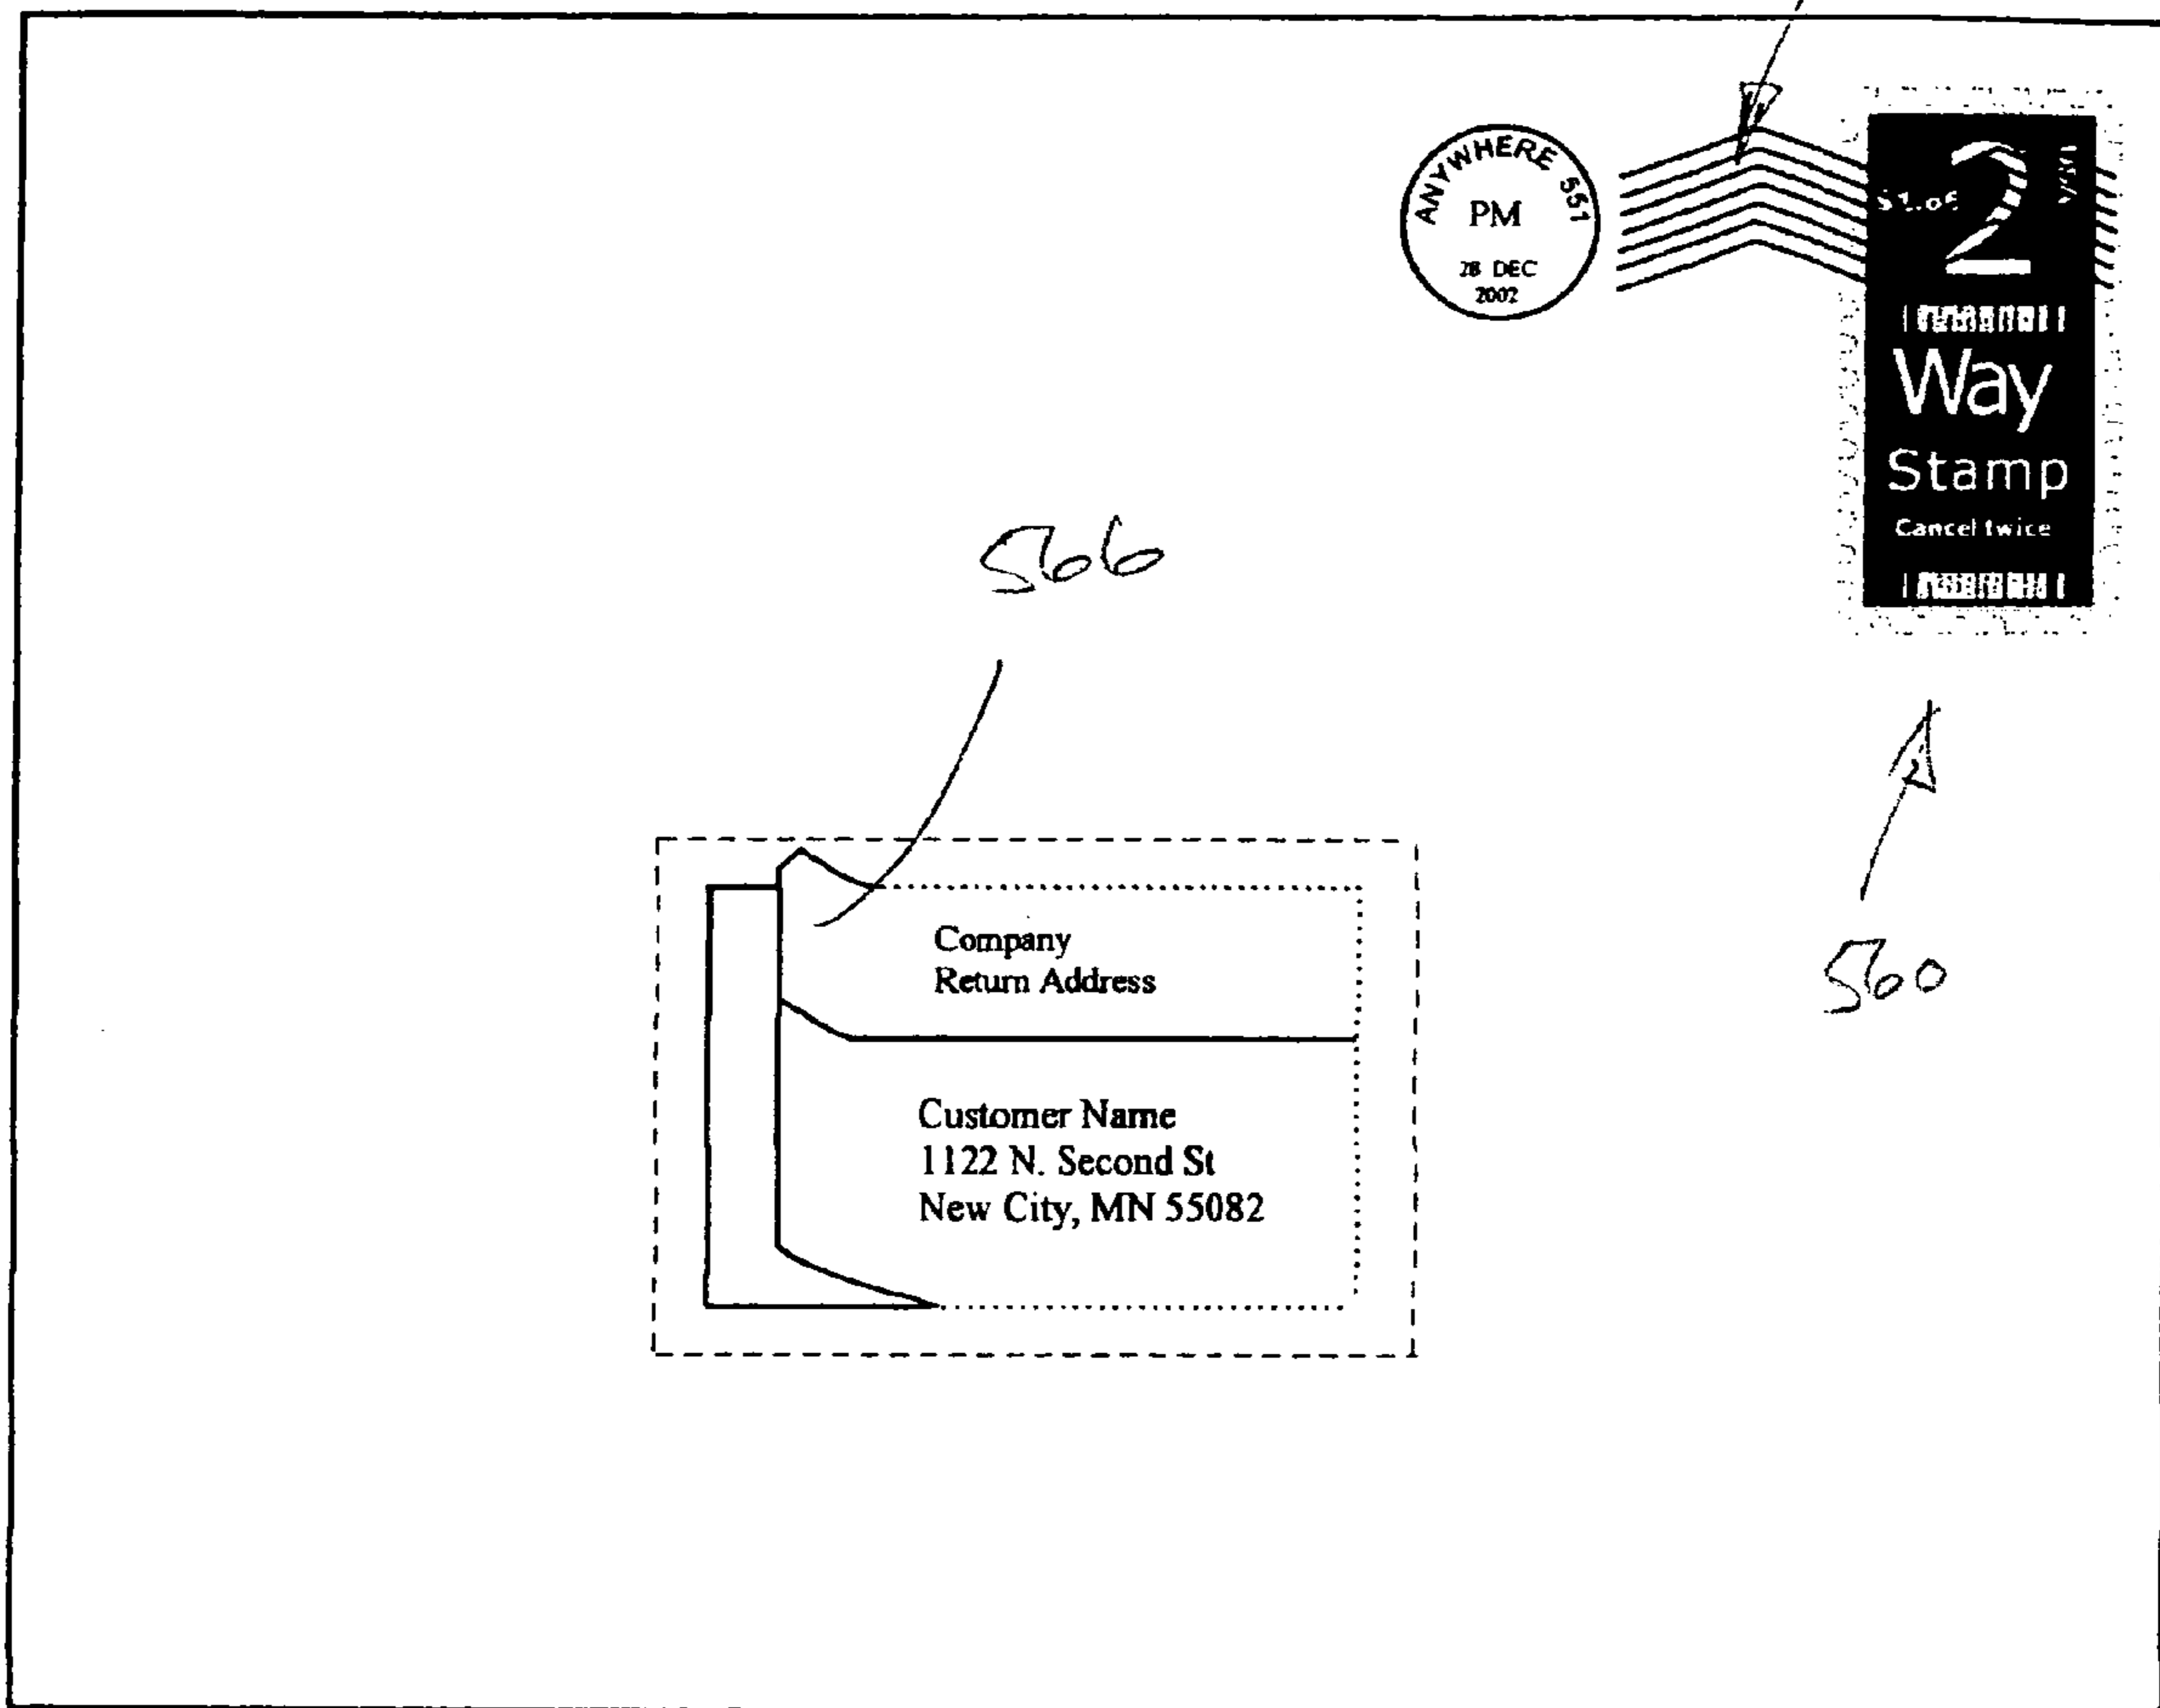 ANYWHERE 551
PM
28 DEC
2002
2
Way
Stamp
Cancel twice
566
560
Company
Return Address
Customer Name
1122 N. Second St
New City, MN 55082